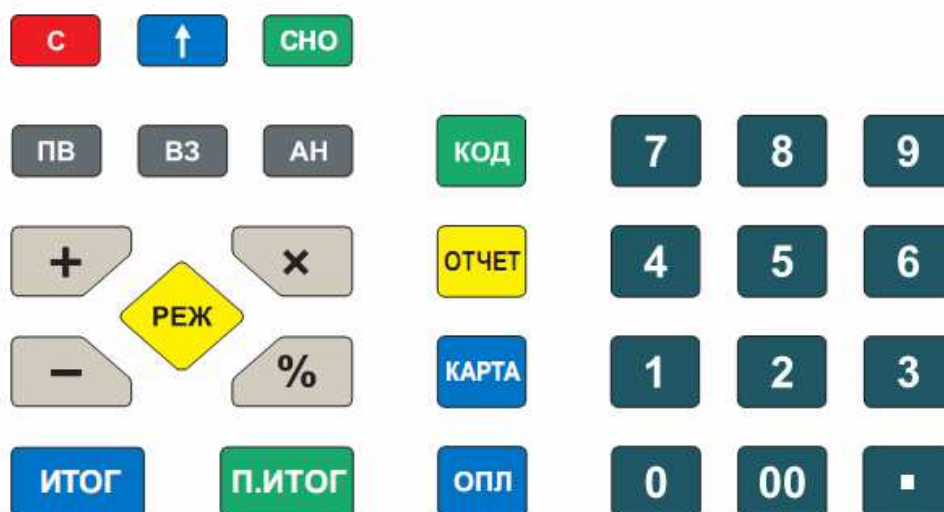 С ↑ СНО
ПВ ВЗ АН КОД 7 8 9
+ × ОТЧЕТ 4 5 6
РЕЖ
− % КАРТА 1 2 3
ИТОГ П.ИТОГ ОПЛ 0 00 ▪